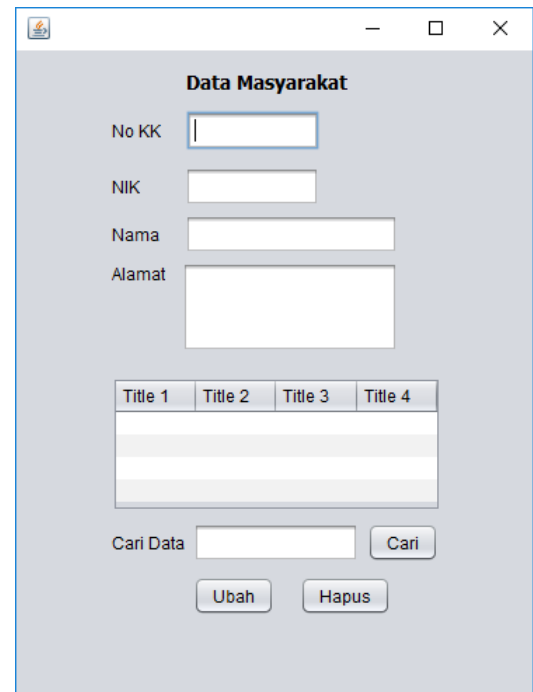 Data Masyarakat
No KK
NIK
Nama
Alamat
Title 1 Title 2 Title 3 Title 4
Cari Data Cari
Ubah Hapus